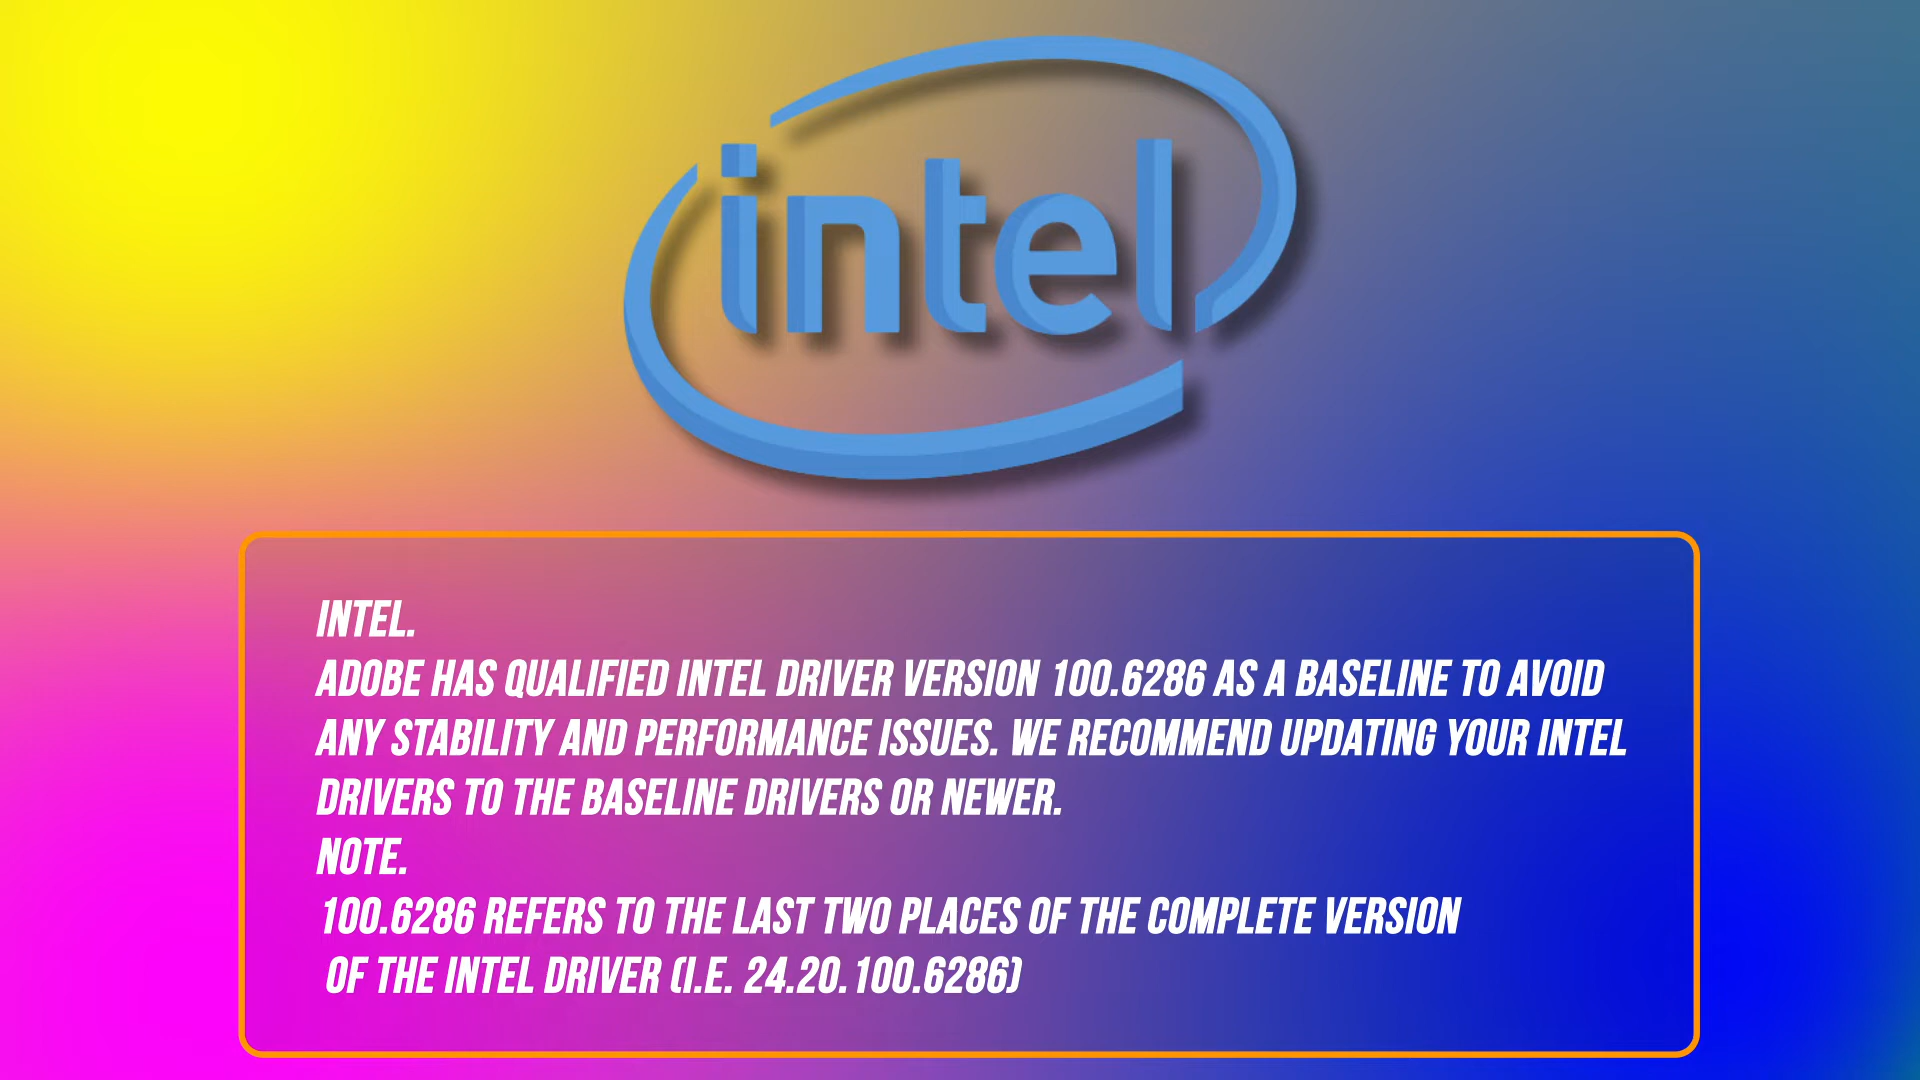 intel
INTEL.
ADOBE HAS QUALIFIED INTEL DRIVER VERSION 100.6286 AS A BASELINE TO AVOID
ANY STABILITY AND PERFORMANCE ISSUES. WE RECOMMEND UPDATING YOUR INTEL
DRIVERS TO THE BASELINE DRIVERS OR NEWER.
NOTE.
100.6286 REFERS TO THE LAST TWO PLACES OF THE COMPLETE VERSION
OF THE INTEL DRIVER (I.E. 24.20.100.6286)